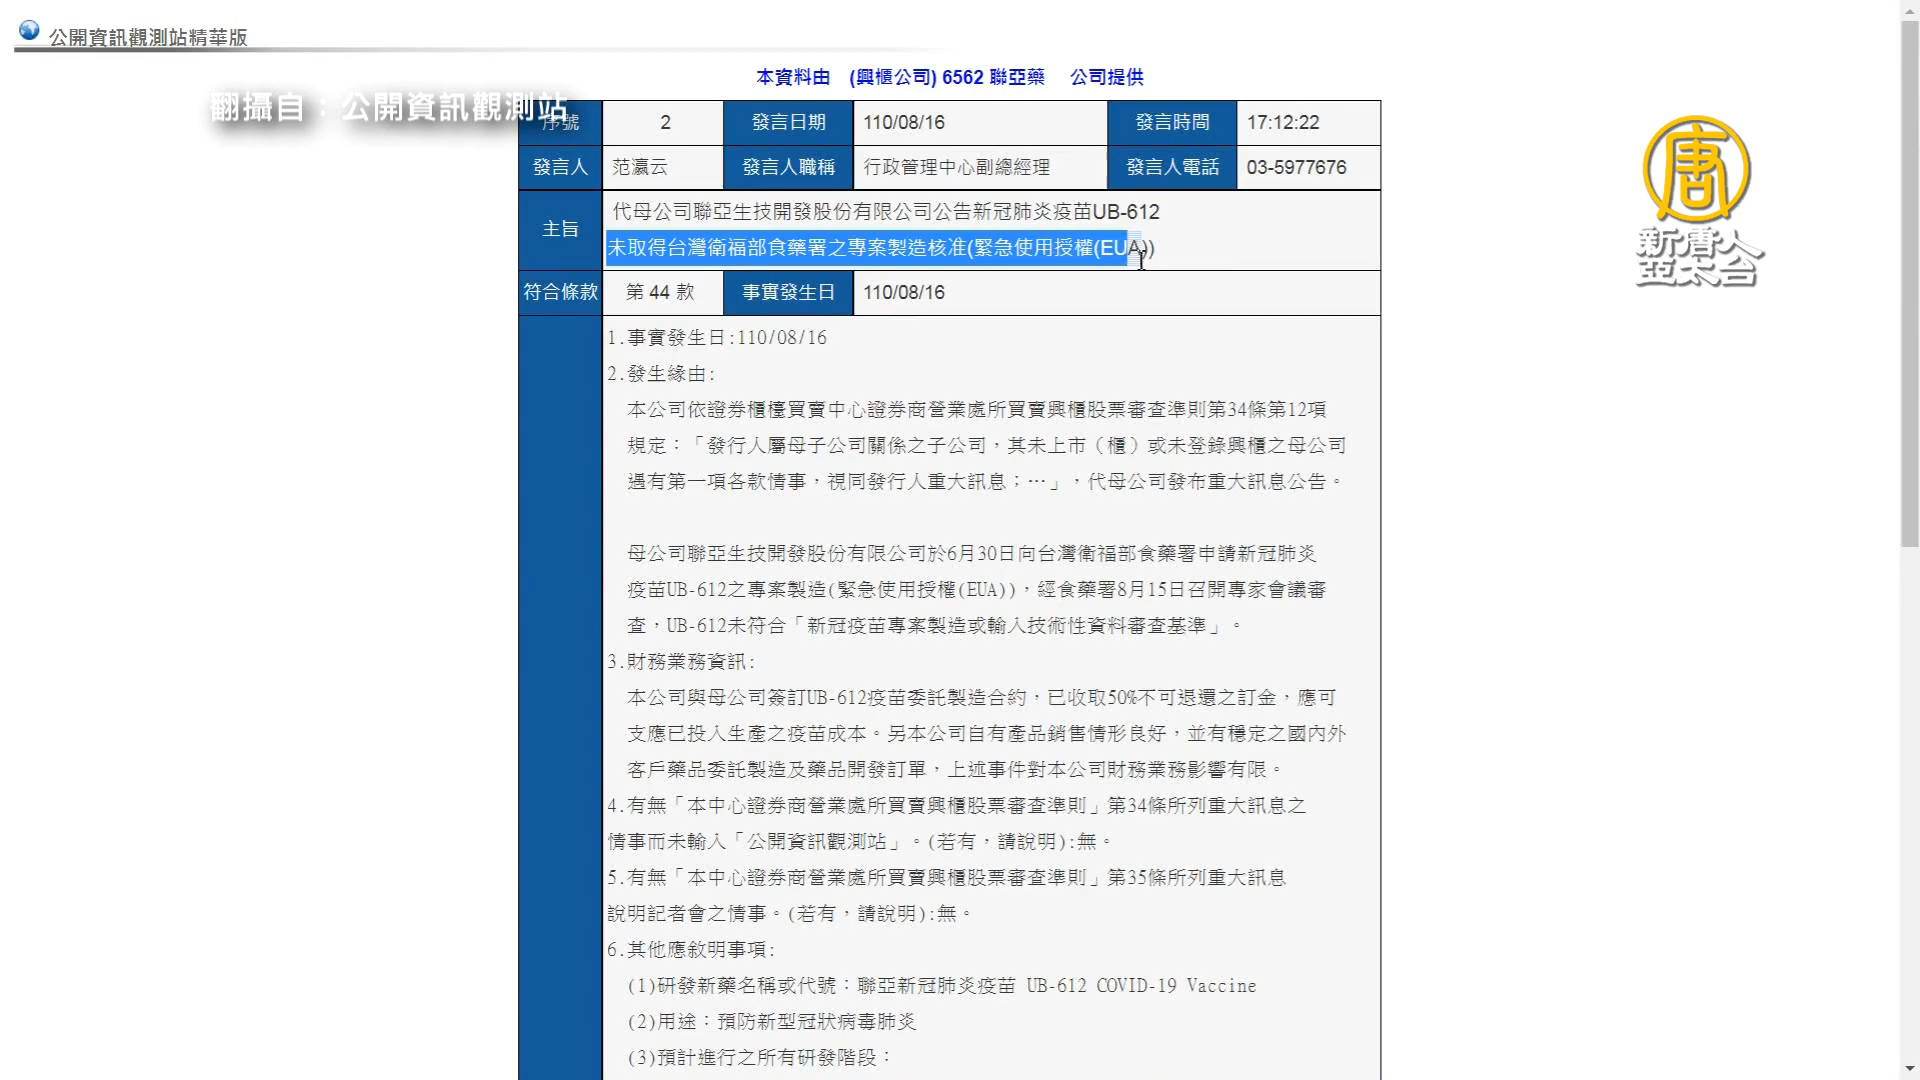 公開資訊觀測站精華版
本資料由 (興櫃公司) 6562 聯亞藥 公司提供
翻攝自：公開資訊觀測站
序號 2 發言日期 110/08/16 發言時間 17:12:22
發言人 范瀛云 發言人職稱 行政管理中心副總經理 發言人電話 03-5977676
主旨
代母公司聯亞生技開發股份有限公司公告新冠肺炎疫苗UB-612
未取得台灣衛福部食藥署之專案製造核准(緊急使用授權(EUA))
符合條款 第 44 款 事實發生日 110/08/16
1.事實發生日:110/08/16
2.發生緣由:
本公司依證券櫃檯買賣中心證券商營業處所買賣興櫃股票審查準則第34條第12項
規定：「發行人屬母子公司關係之子公司，其未上市（櫃）或未登錄興櫃之母公司
遇有第一項各款情事，視同發行人重大訊息；…」，代母公司發布重大訊息公告。
母公司聯亞生技開發股份有限公司於6月30日向台灣衛福部食藥署申請新冠肺炎
疫苗UB-612之專案製造(緊急使用授權(EUA))，經食藥署8月15日召開專家會議審
查，UB-612未符合「新冠疫苗專案製造或輸入技術性資料審查基準」。
3.財務業務資訊:
本公司與母公司簽訂UB-612疫苗委託製造合約，已收取50%不可退還之訂金，應可
支應已投入生產之疫苗成本。另本公司自有產品銷售情形良好，並有穩定之國內外
客戶藥品委託製造及藥品開發訂單，上述事件對本公司財務業務影響有限。
4.有無「本中心證券商營業處所買賣興櫃股票審查準則」第34條所列重大訊息之
情事而未輸入「公開資訊觀測站」。(若有，請說明):無。
5.有無「本中心證券商營業處所買賣興櫃股票審查準則」第35條所列重大訊息
說明記者會之情事。(若有，請說明):無。
6.其他應敘明事項:
(1)研發新藥名稱或代號：聯亞新冠肺炎疫苗 UB-612 COVID-19 Vaccine
(2)用途：預防新型冠狀病毒肺炎
(3)預計進行之所有研發階段：
唐
新唐人
亞太台